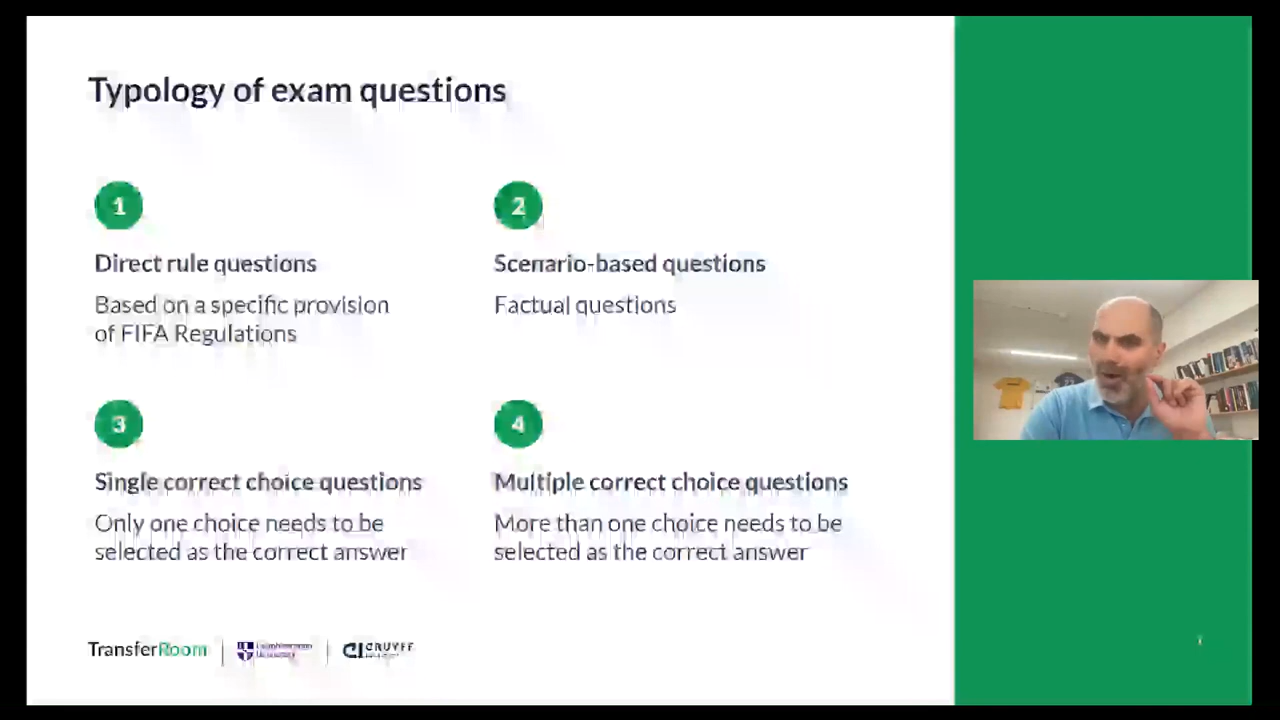 Typology of exam questions
1
Direct rule questions
Based on a specific provision
of FIFA Regulations
2
Scenario-based questions
Factual questions
3
Single correct choice questions
Only one choice needs to be
selected as the correct answer
4
Multiple correct choice questions
More than one choice needs to be
selected as the correct answer
TransferRoom
CRUYFF